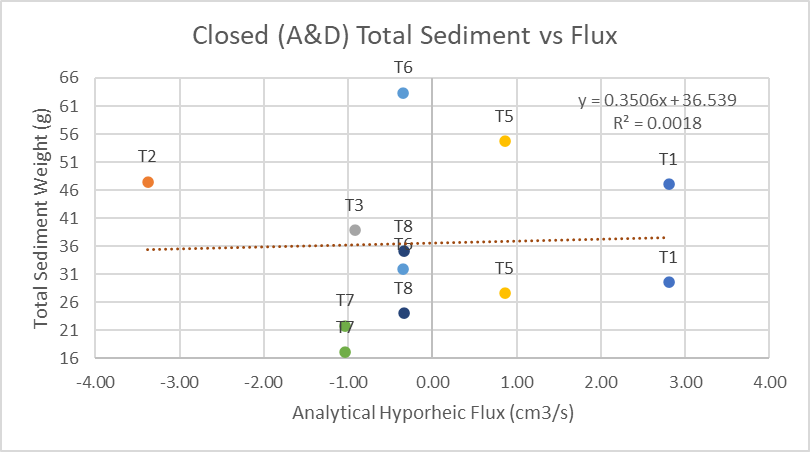 Closed (A&D) Total Sediment vs Flux
T6
66
61
y = 0.3506x + 36.539
R² = 0.0018
T5
56
T2
T1
51
46
T3
41
T8
T6
36
31
T8
T5
T1
26
T7
21
T7
16
-4.00 -3.00 -2.00 -1.00 0.00 1.00 2.00 3.00 4.00
Total Sediment Weight (g)
Analytical Hyporheic Flux (cm3/s)